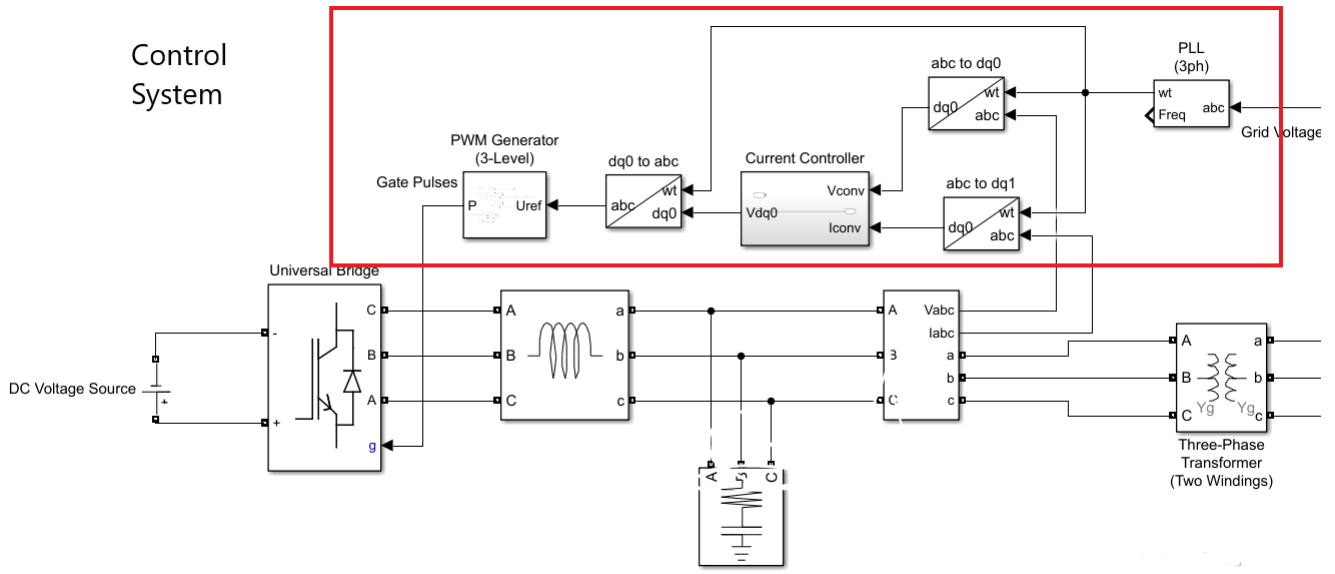 Control
System
PLL
(3ph)
wt
Freq
abc
Grid Voltage
abc to dq0
wt
dq0
abc
PWM Generator
(3-Level)
Gate Pulses
P
Uref
dq0 to abc
wt
abc
dq0
Current Controller
Vconv
Vdq0
Iconv
abc to dq1
wt
dq0
abc
Universal Bridge
C
B
A
g
-
+
DC Voltage Source
+
A
B
C
a
b
c
A
C
Vabc
Iabc
a
b
c
A
B
C
a
b
c
Yg
Yg
Three-Phase
Transformer
(Two Windings)
A
C